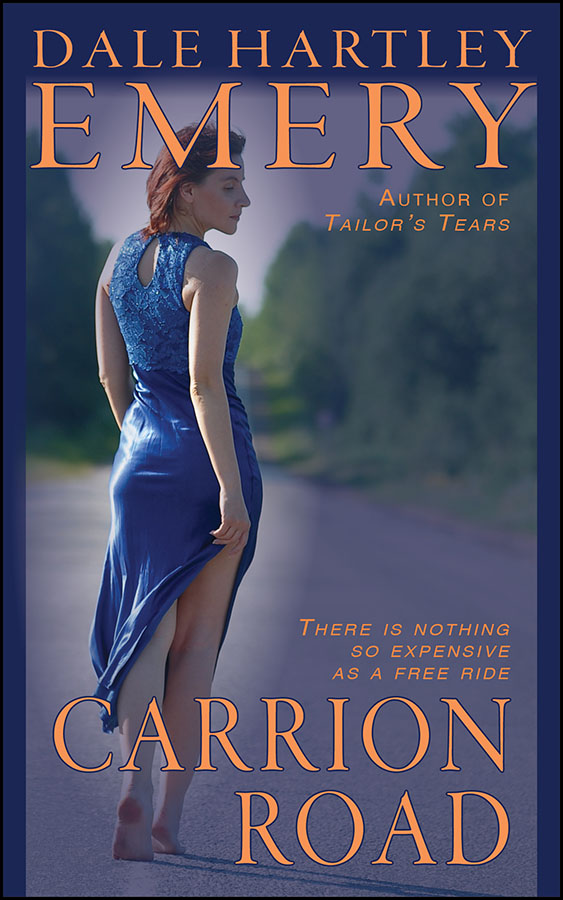 DALE HARTLEY
EMERY
AUTHOR OF
TAILOR'S TEARS
THERE IS NOTHING
SO EXPENSIVE
AS A FREE RIDE
CARRION
ROAD